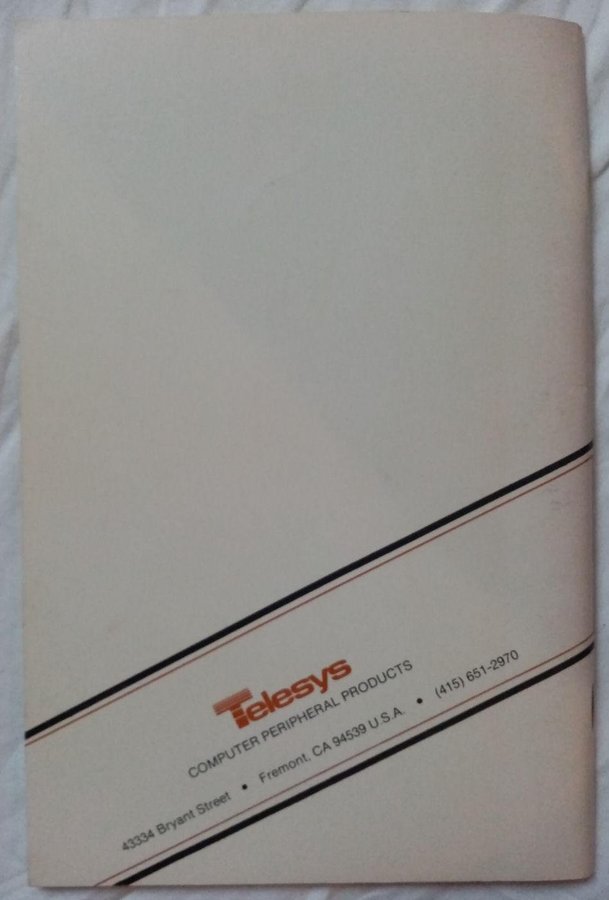 Telesys
COMPUTER PERIPHERAL PRODUCTS
43334 Bryant Street • Fremont, CA 94539 U.S.A. • (415) 651-2970